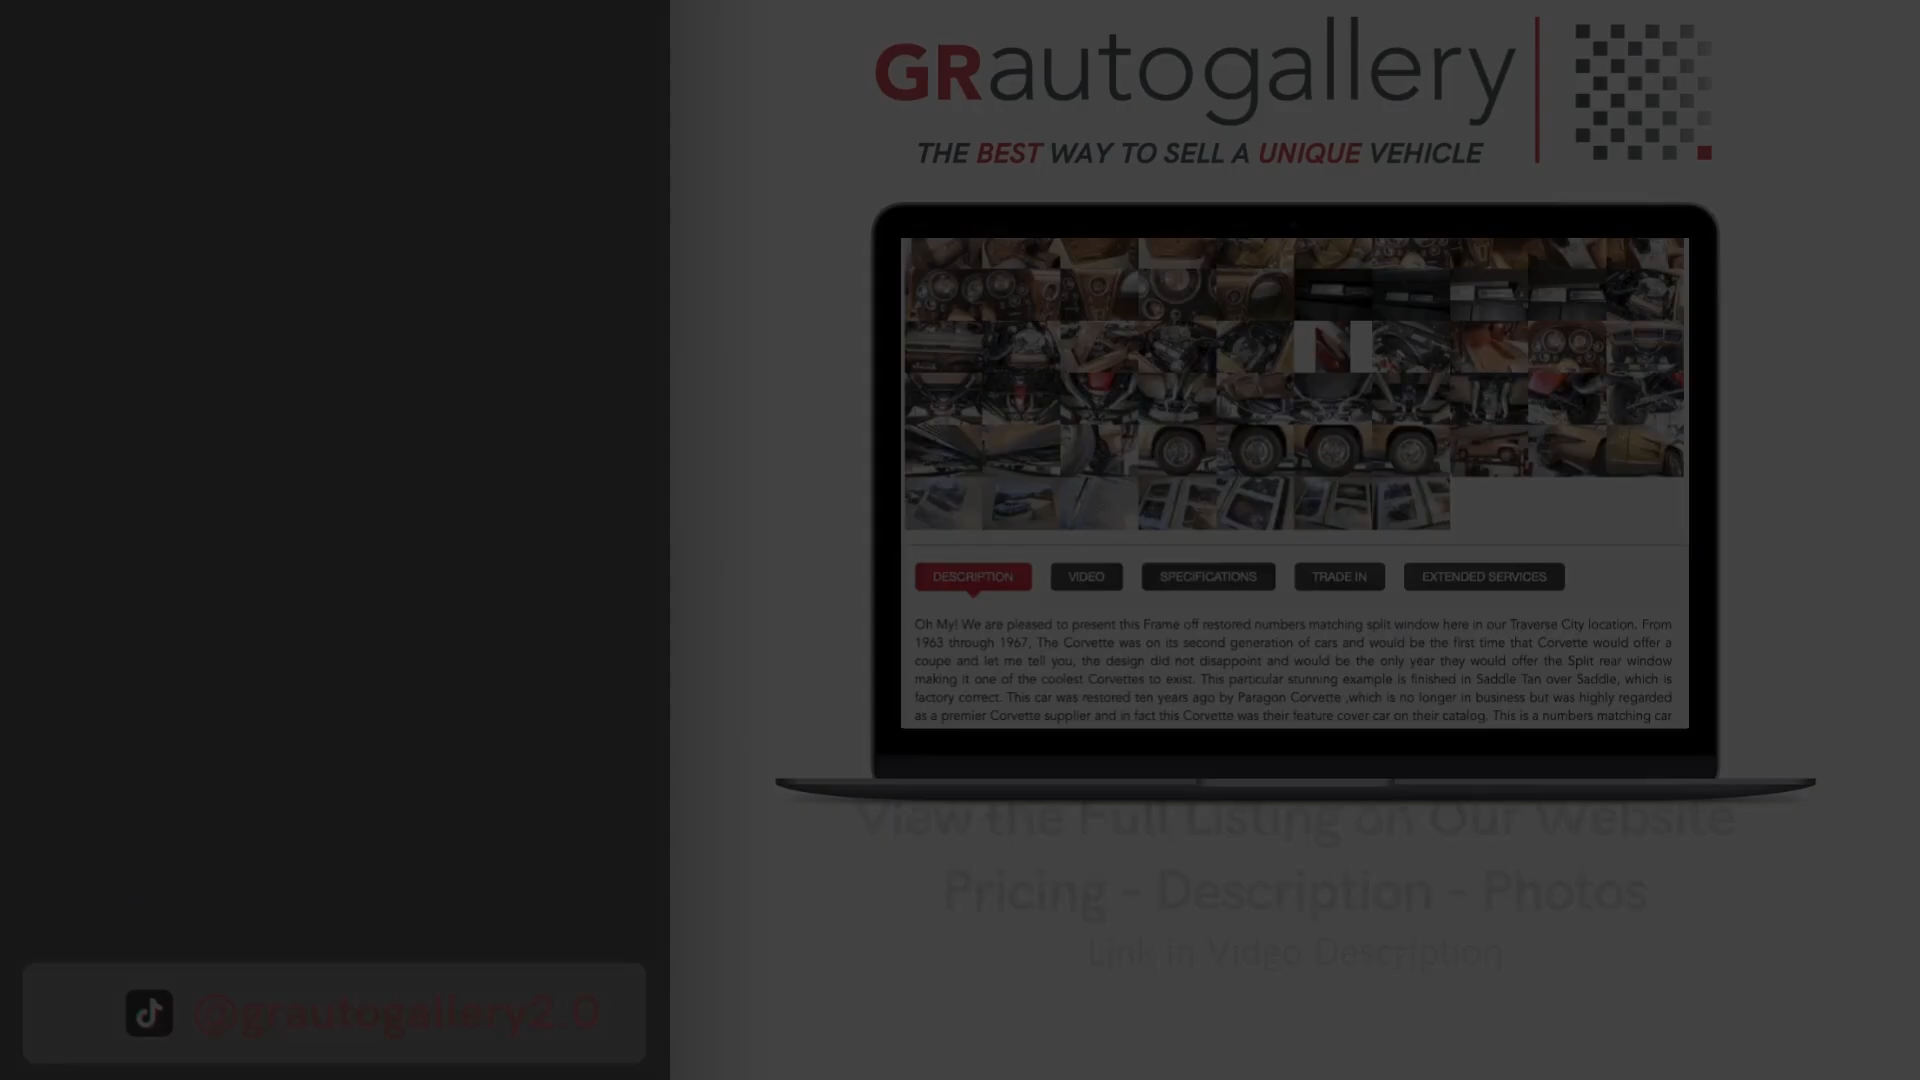 GRautogallery
THE BEST WAY TO SELL A UNIQUE VEHICLE
DESCRIPTION VIDEO SPECIFICATIONS TRADE IN EXTENDED SERVICES
Oh My! We are pleased to present this Frame off restored numbers matching split window here in our Traverse City location. From
1963 through 1967, The Corvette was on its second generation of cars and would be the first time that Corvette would offer a
coupe and let me tell you, the design did not disappoint and would be the only year they would offer the Split rear window
making it one of the coolest Corvettes to exist. This particular stunning example is finished in Saddle Tan over Saddle, which is
factory correct. This car was restored ten years ago by Paragon Corvette ,which is no longer in business but was highly regarded
as a premier Corvette supplier and in fact this Corvette was their feature cover car on their catalog. This is a numbers matching car
View the Full Listing on Our Website
Pricing - Description - Photos
Link in Video Description
@grautogallery2.0